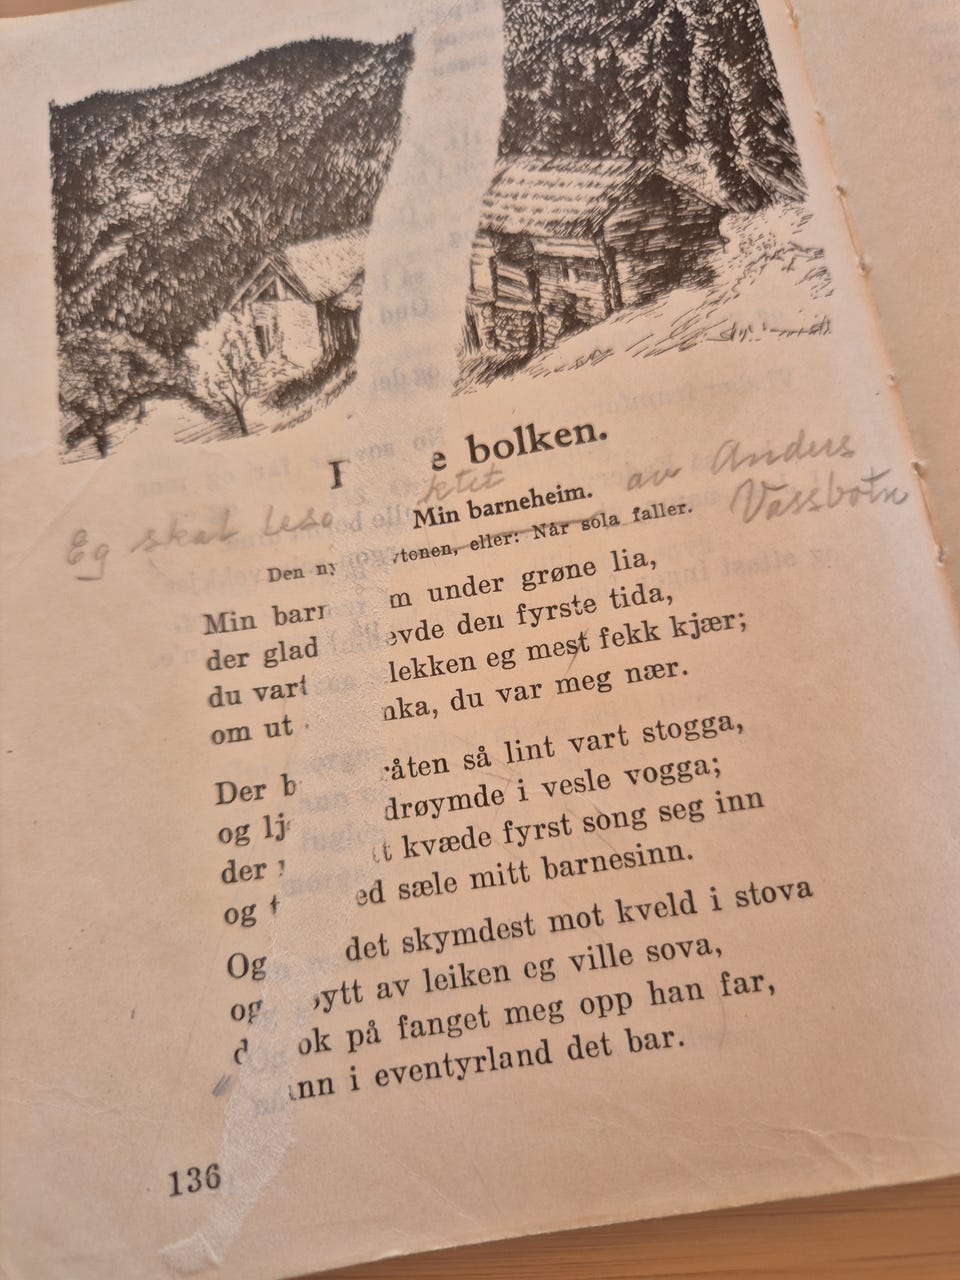 e bolken.
Eg skal lese av Anders
Vassbotn
Min barneheim.
Den ny tonen, eller: Når sola faller.
Min barn m under grøne lia,
der glad evde den fyrste tida,
du vart lekken eg mest fekk kjær;
om ut nka, du var meg nær.
Der b råten så lint vart stogga,
og lj drøymde i vesle vogga;
der t kvæde fyrst song seg inn
og t ed sæle mitt barnesinn.
Og det skymdest mot kveld i stova
og ytt av leiken eg ville sova,
d ok på fanget meg opp han far,
inn i eventyrland det bar.
136